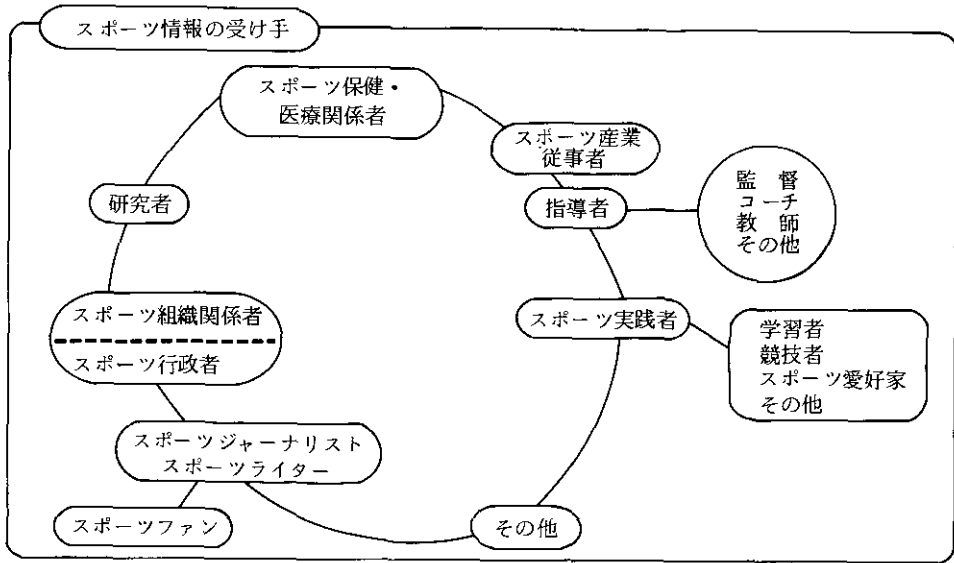 スポーツ情報の受け手
スポーツ保健・
医療関係者
スポーツ産業
従事者
指導者
監　督
コーチ
教　師
その他
研究者
スポーツ組織関係者
スポーツ行政者
スポーツ実践者
学習者
競技者
スポーツ愛好家
その他
スポーツジャーナリスト
スポーツライター
スポーツファン
その他